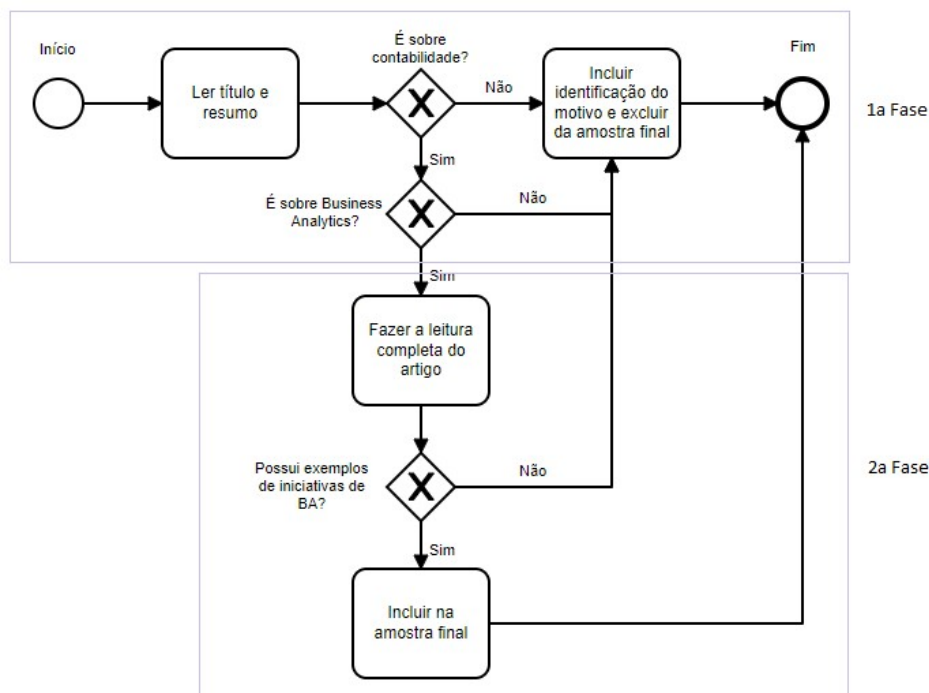 Início
Ler título e
resumo
É sobre
contabilidade?
Não
Incluir
identificação do
motivo e excluir
da amostra final
Fim
1a Fase
Sim
É sobre Business
Analytics?
Não
Sim
Fazer a leitura
completa do
artigo
Possui exemplos
de iniciativas de
BA?
Não
2a Fase
Sim
Incluir na
amostra final